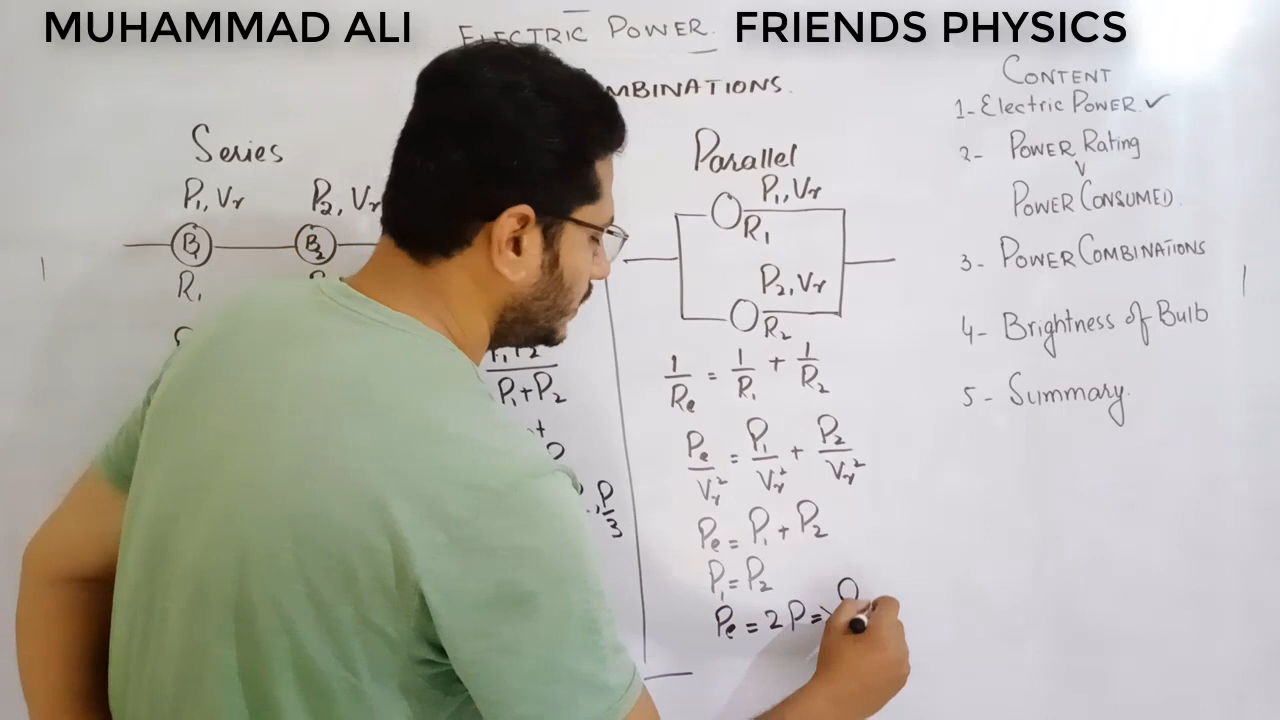 MUHAMMAD ALI
FRIENDS PHYSICS
ELECTRIC POWER
MBINATIONS.
Series
P₁, Vᵣ
P₂, Vᵣ
B₁
B₂
R₁
P₁+P₂
P/3
Parallel
P₁, Vᵣ
R₁
P₂, Vᵣ
R₂
1/Rₑ = 1/R₁ + 1/R₂
Pₑ/Vᵣ² = P₁/Vᵣ² + P₂/Vᵣ²
Pₑ = P₁ + P₂
P₁ = P₂
Pₑ = 2P =>
CONTENT
1- Electric POWER ✓
2- POWER Rating
POWER CONSUMED
3- POWER COMBINATIONS
4- Brightness of Bulb
5- Summary.